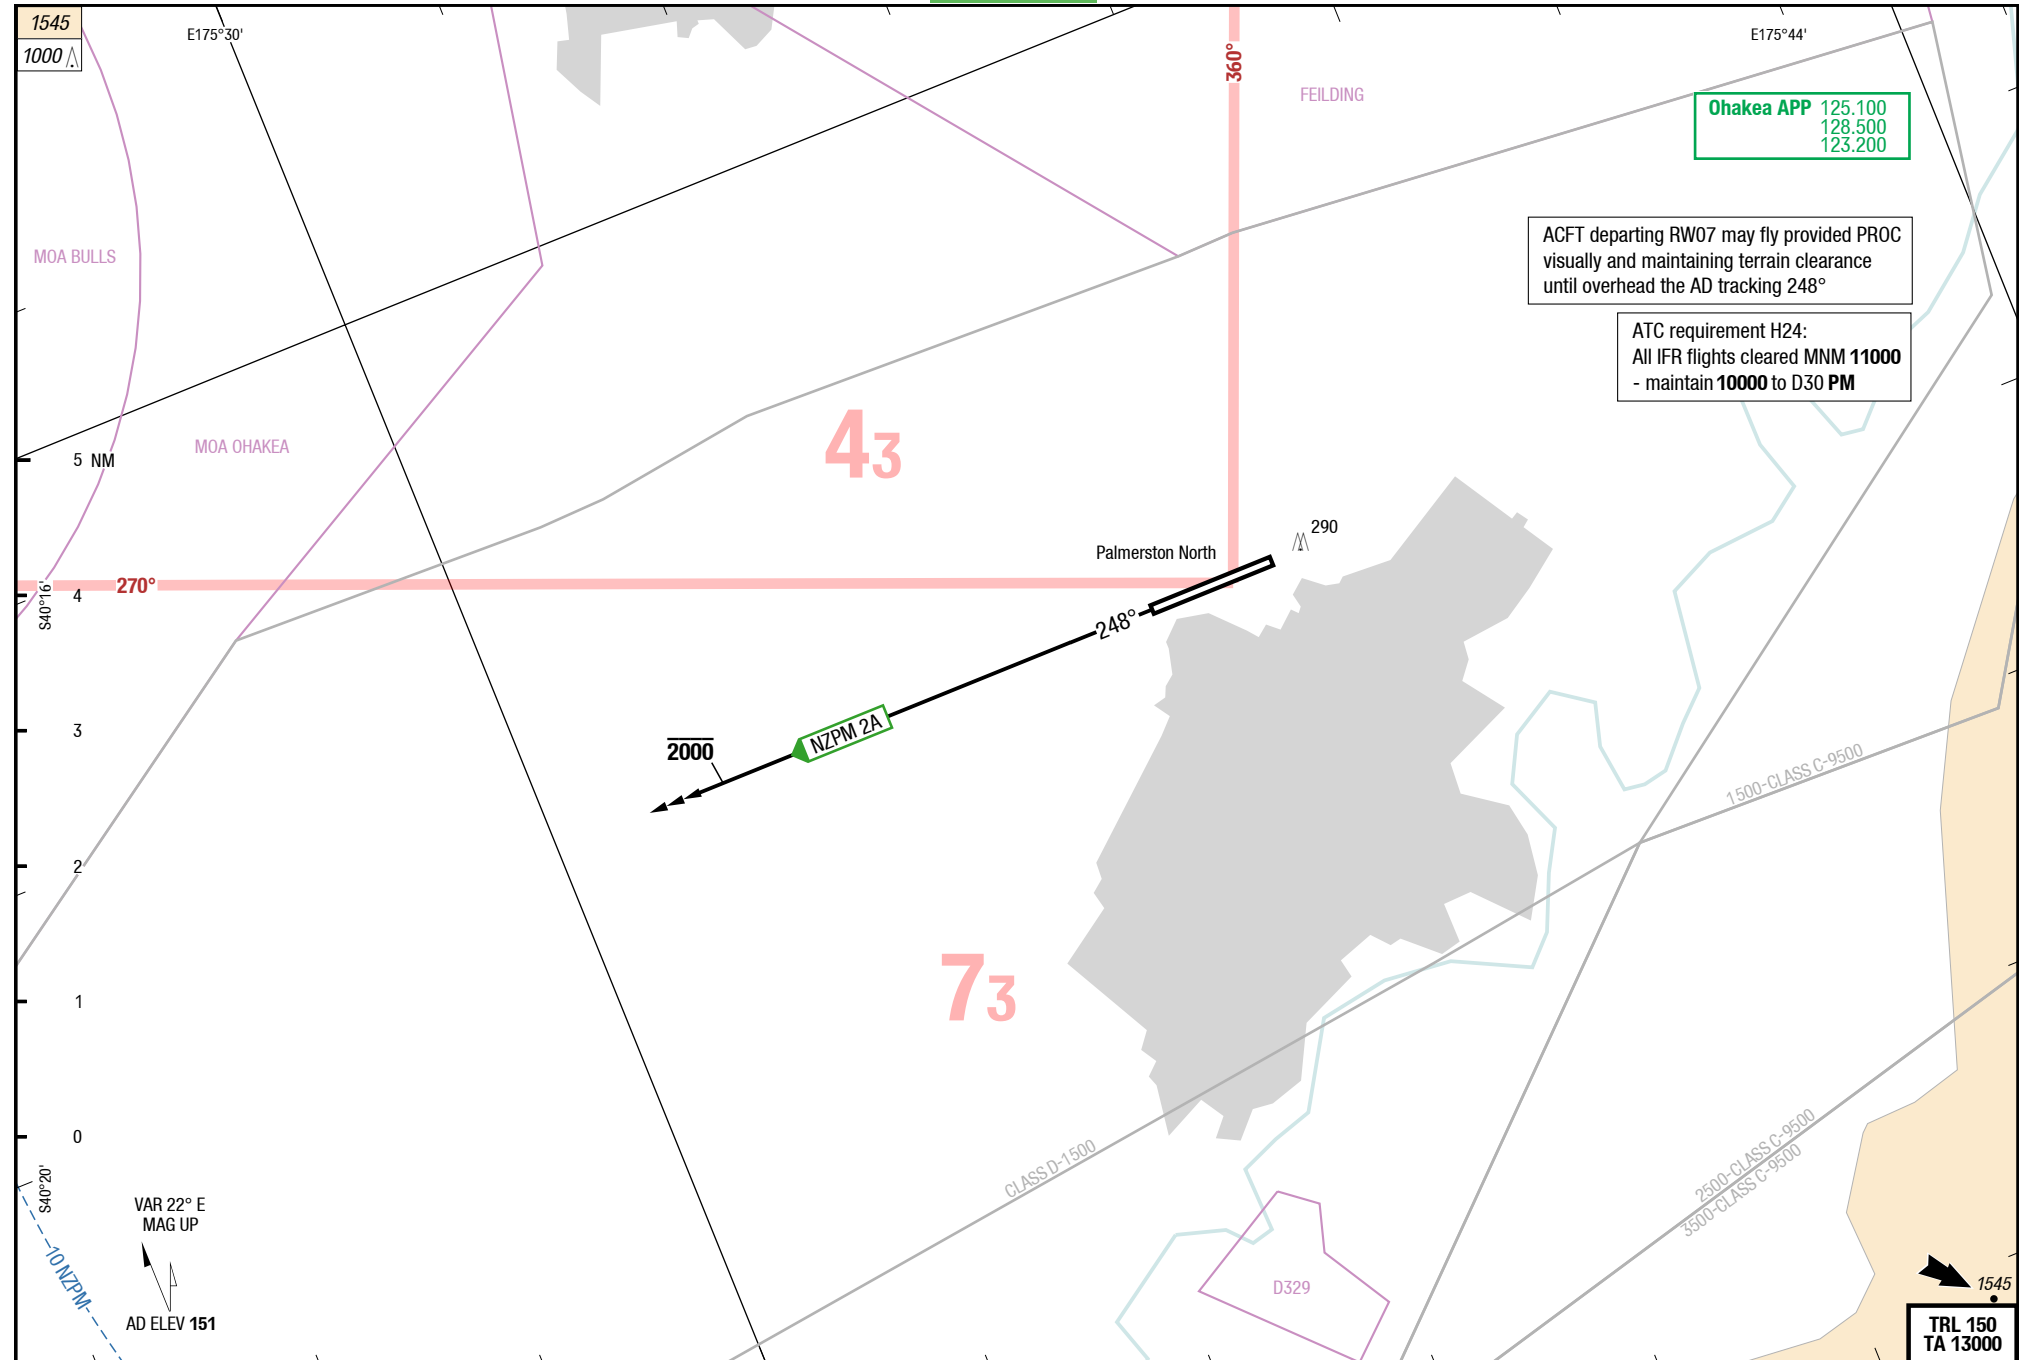 1545
1000
E175°30'
E175°44'
360°
FEILDING
Ohakea APP 125.100
128.500
123.200
MOA BULLS
ACFT departing RW07 may fly provided PROC
visually and maintaining terrain clearance
until overhead the AD tracking 248°
ATC requirement H24:
All IFR flights cleared MNM 11000
- maintain 10000 to D30 PM
MOA OHAKEA
5 NM
43
290
Palmerston North
270°
S40°16'
4
248°
3
NZPM 2A
2000
1500-CLASS C-9500
2
73
1
0
CLASS D-1500
2500-CLASS C-9500
3500-CLASS C-9500
S40°20'
VAR 22° E
MAG UP
10 NZPM
D329
AD ELEV 151
1545
TRL 150
TA 13000